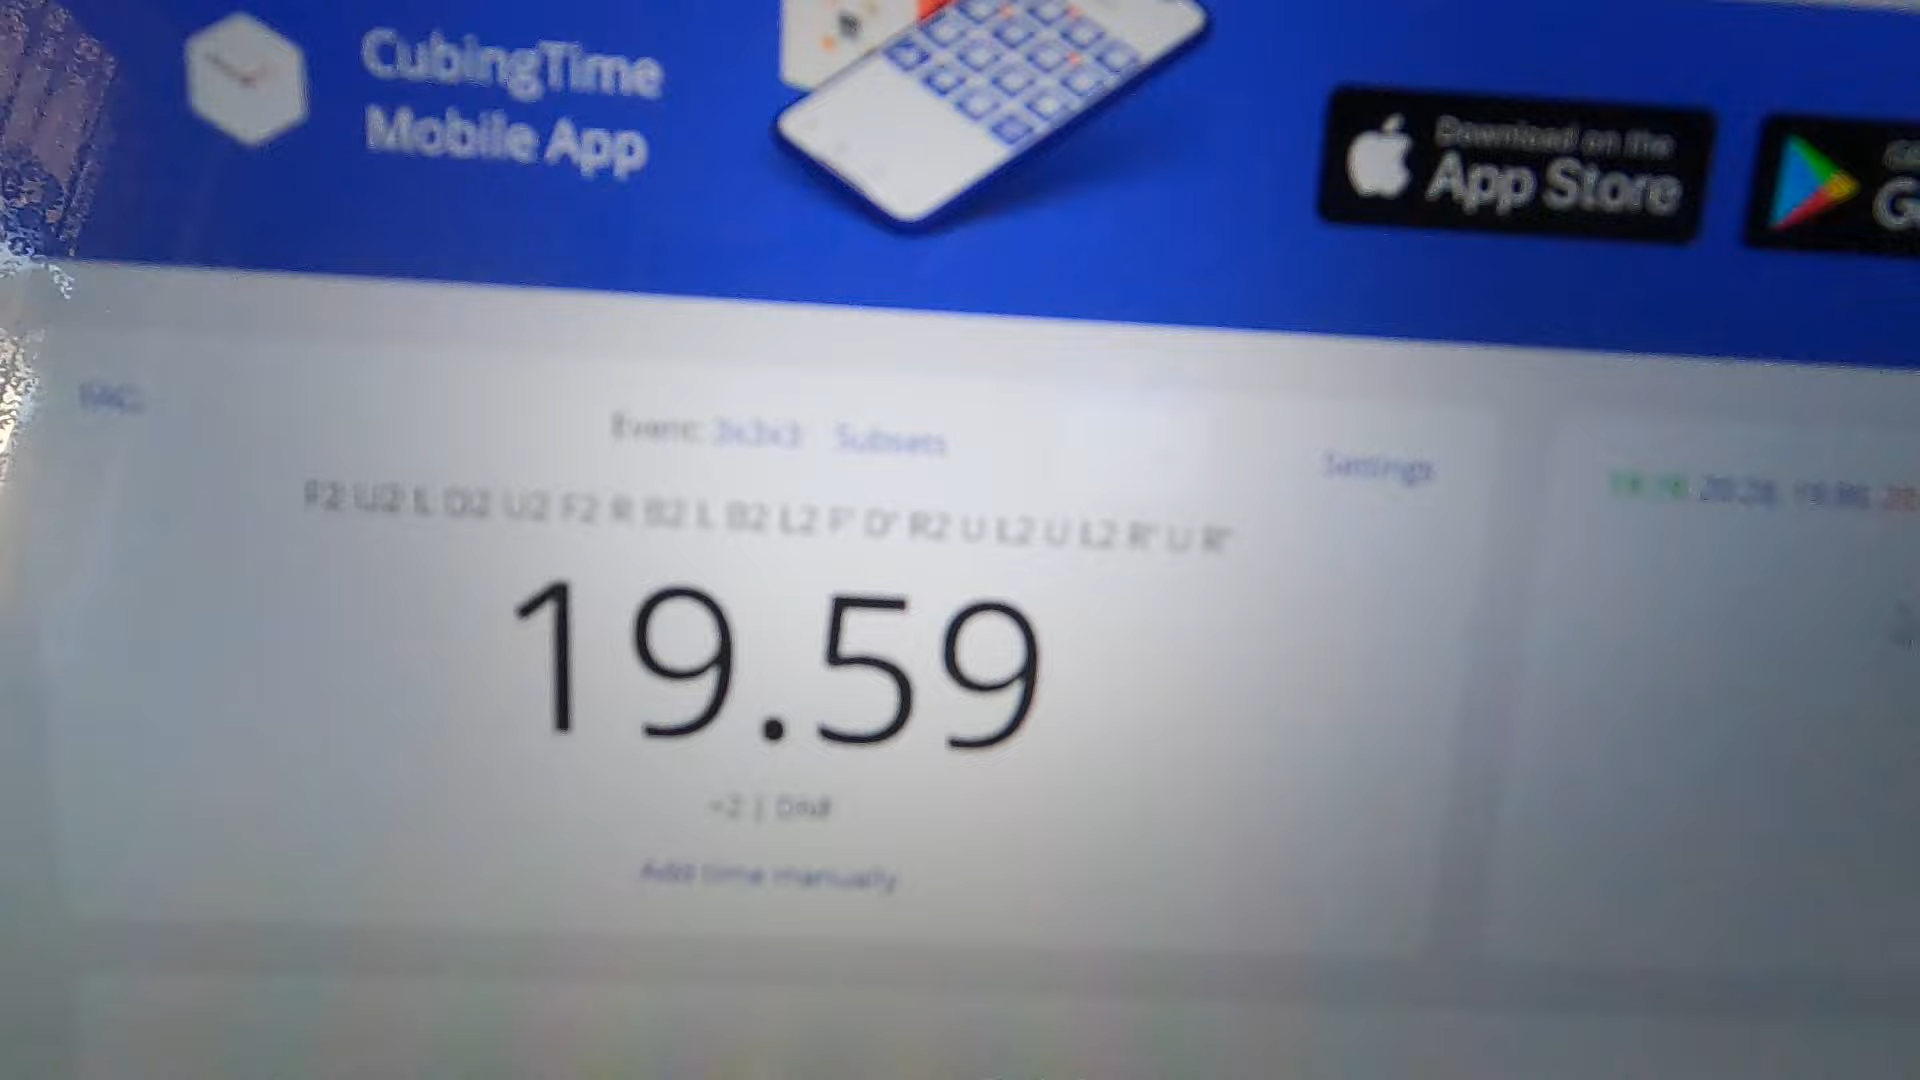 CubingTime
Mobile App
Download on the
App Store
Event: 3x3x3 Subsets
Settings
F2 U2 L D2 U2 F2 R B2 L B2 L2 F' D' R2 U L2 U L2 R' U R'
19.59
+2 | DNF
Add time manually